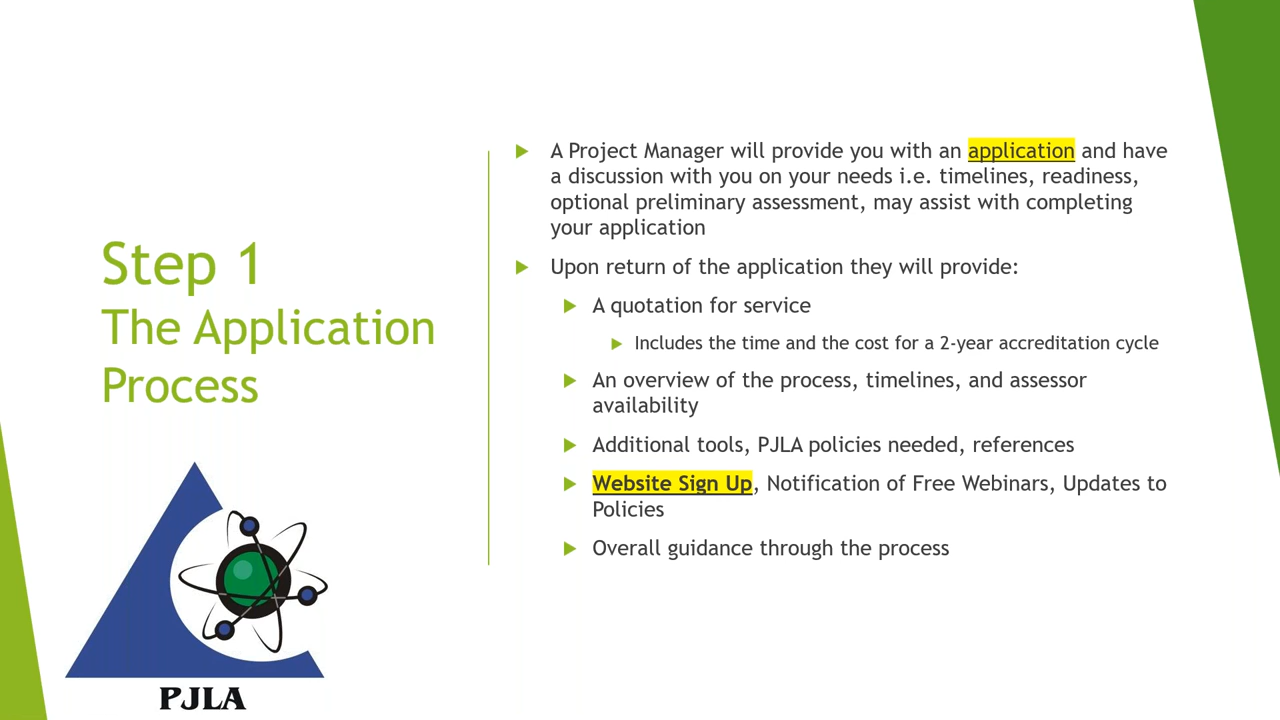 Step 1
The Application
Process
A Project Manager will provide you with an application and have
a discussion with you on your needs i.e. timelines, readiness,
optional preliminary assessment, may assist with completing
your application
Upon return of the application they will provide:
A quotation for service
Includes the time and the cost for a 2-year accreditation cycle
An overview of the process, timelines, and assessor
availability
Additional tools, PJLA policies needed, references
Website Sign Up, Notification of Free Webinars, Updates to
Policies
Overall guidance through the process
PJLA